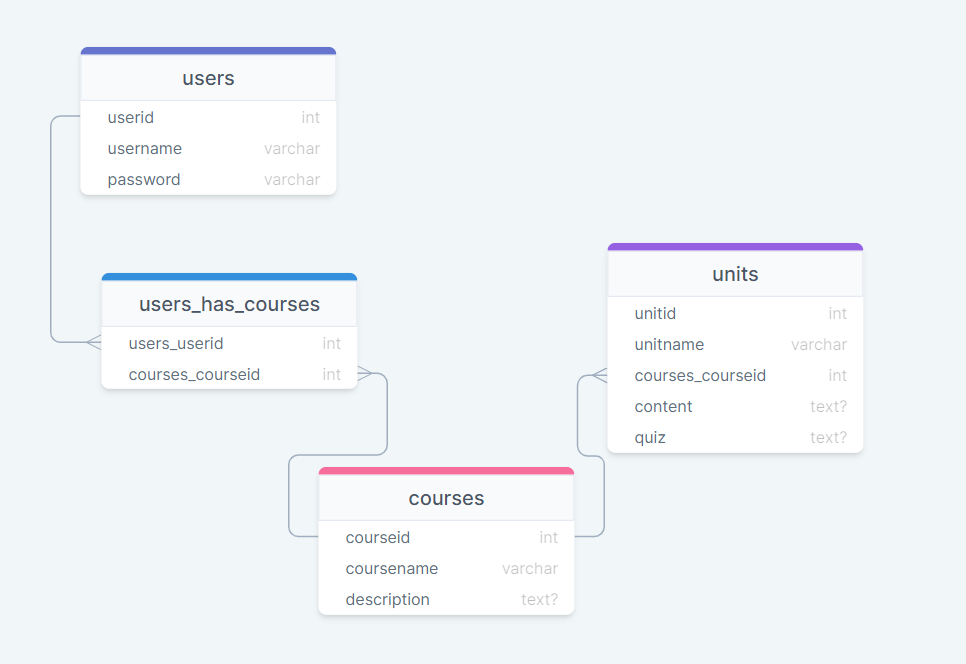 users
userid int
username varchar
password varchar
users_has_courses
users_userid int
courses_courseid int
units
unitid int
unitname varchar
courses_courseid int
content text?
quiz text?
courses
courseid int
coursename varchar
description text?